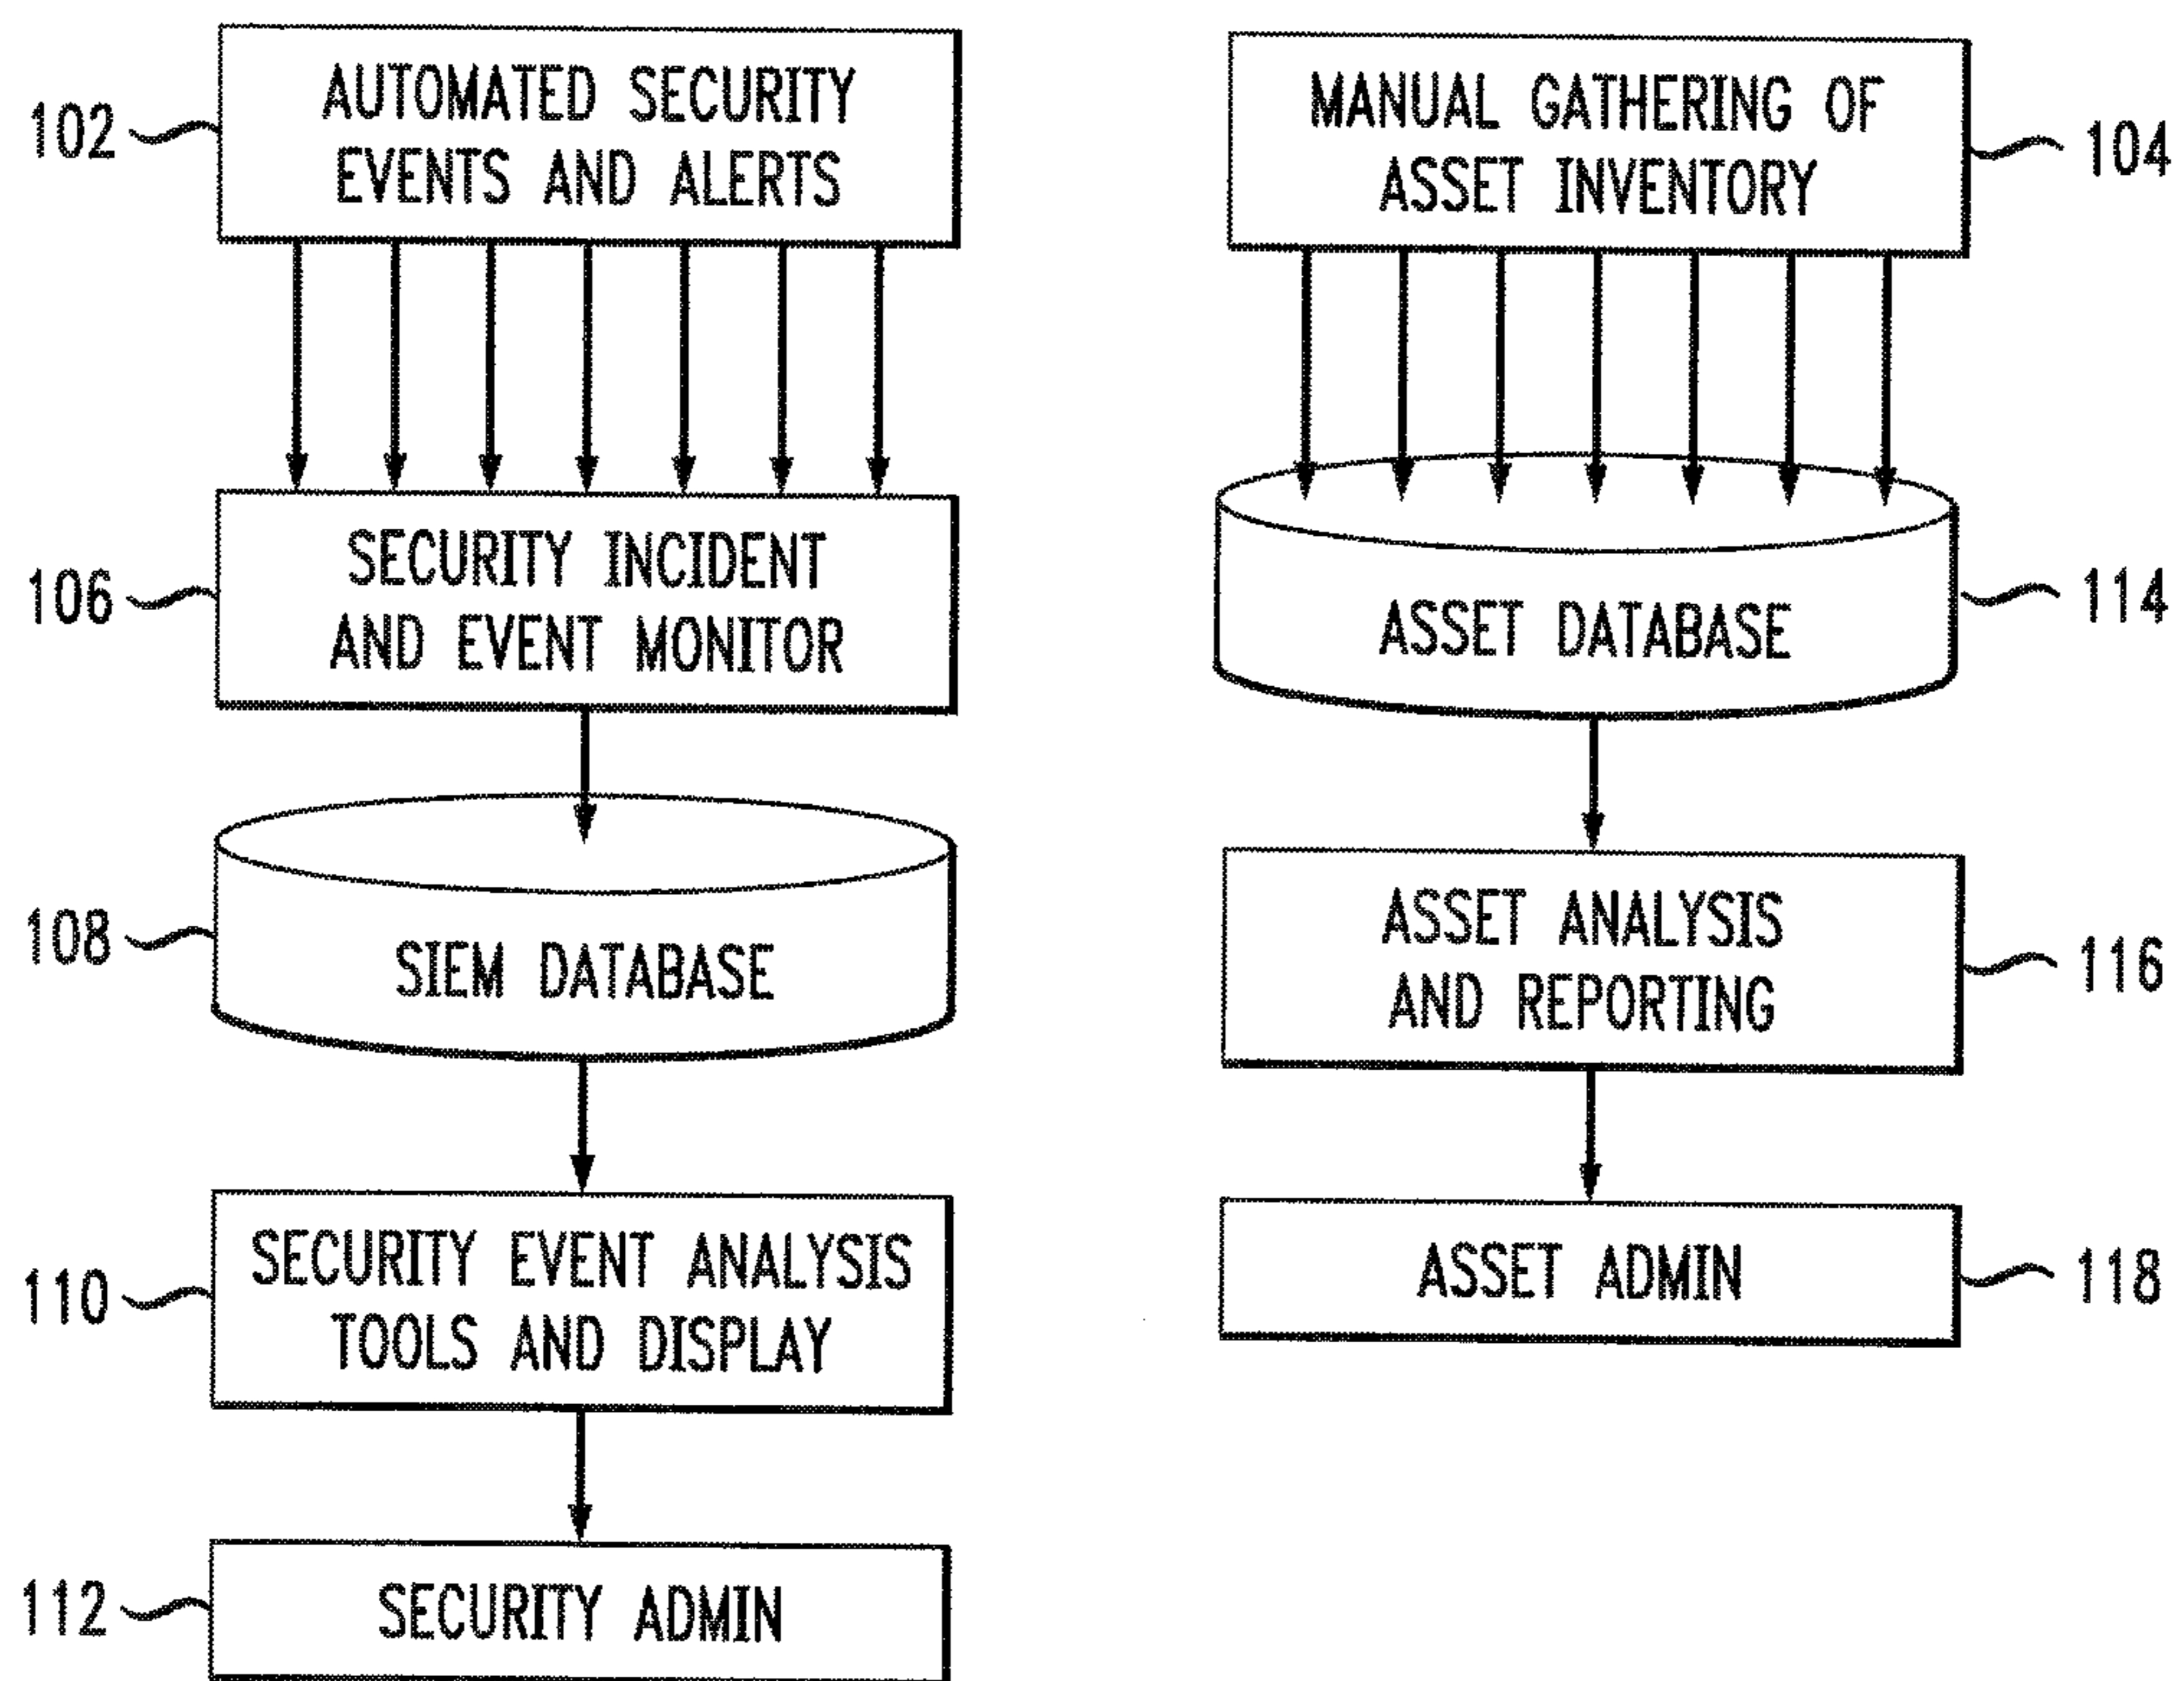 102
AUTOMATED SECURITY
EVENTS AND ALERTS
106
SECURITY INCIDENT
AND EVENT MONITOR
108
SIEM DATABASE
110
SECURITY EVENT ANALYSIS
TOOLS AND DISPLAY
112
SECURITY ADMIN
MANUAL GATHERING OF
ASSET INVENTORY
104
ASSET DATABASE
114
ASSET ANALYSIS
AND REPORTING
116
ASSET ADMIN
118